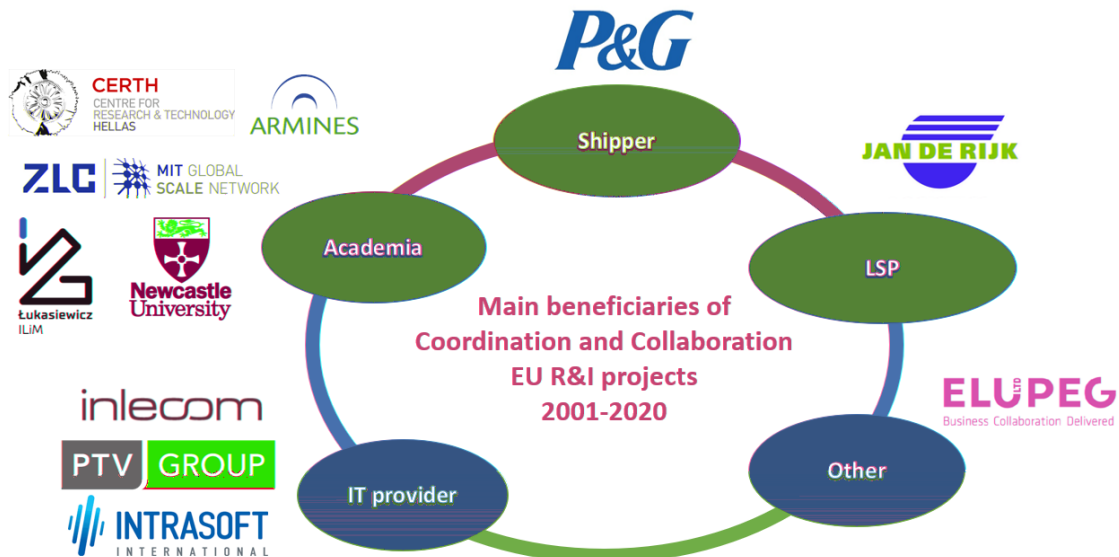 P&G
CERTH
CENTRE FOR
RESEARCH & TECHNOLOGY
HELLAS
ARMINES
Shipper
JAN DE RIJK
ZLC
MIT GLOBAL
SCALE NETWORK
Academia
LSP
Łukasiewicz
ILiM
Newcastle
University
Main beneficiaries of
Coordination and Collaboration
EU R&I projects
2001-2020
inlecom
ELUPEG
LTD
Business Collaboration Delivered
PTV GROUP
IT provider
Other
INTRASOFT
INTERNATIONAL